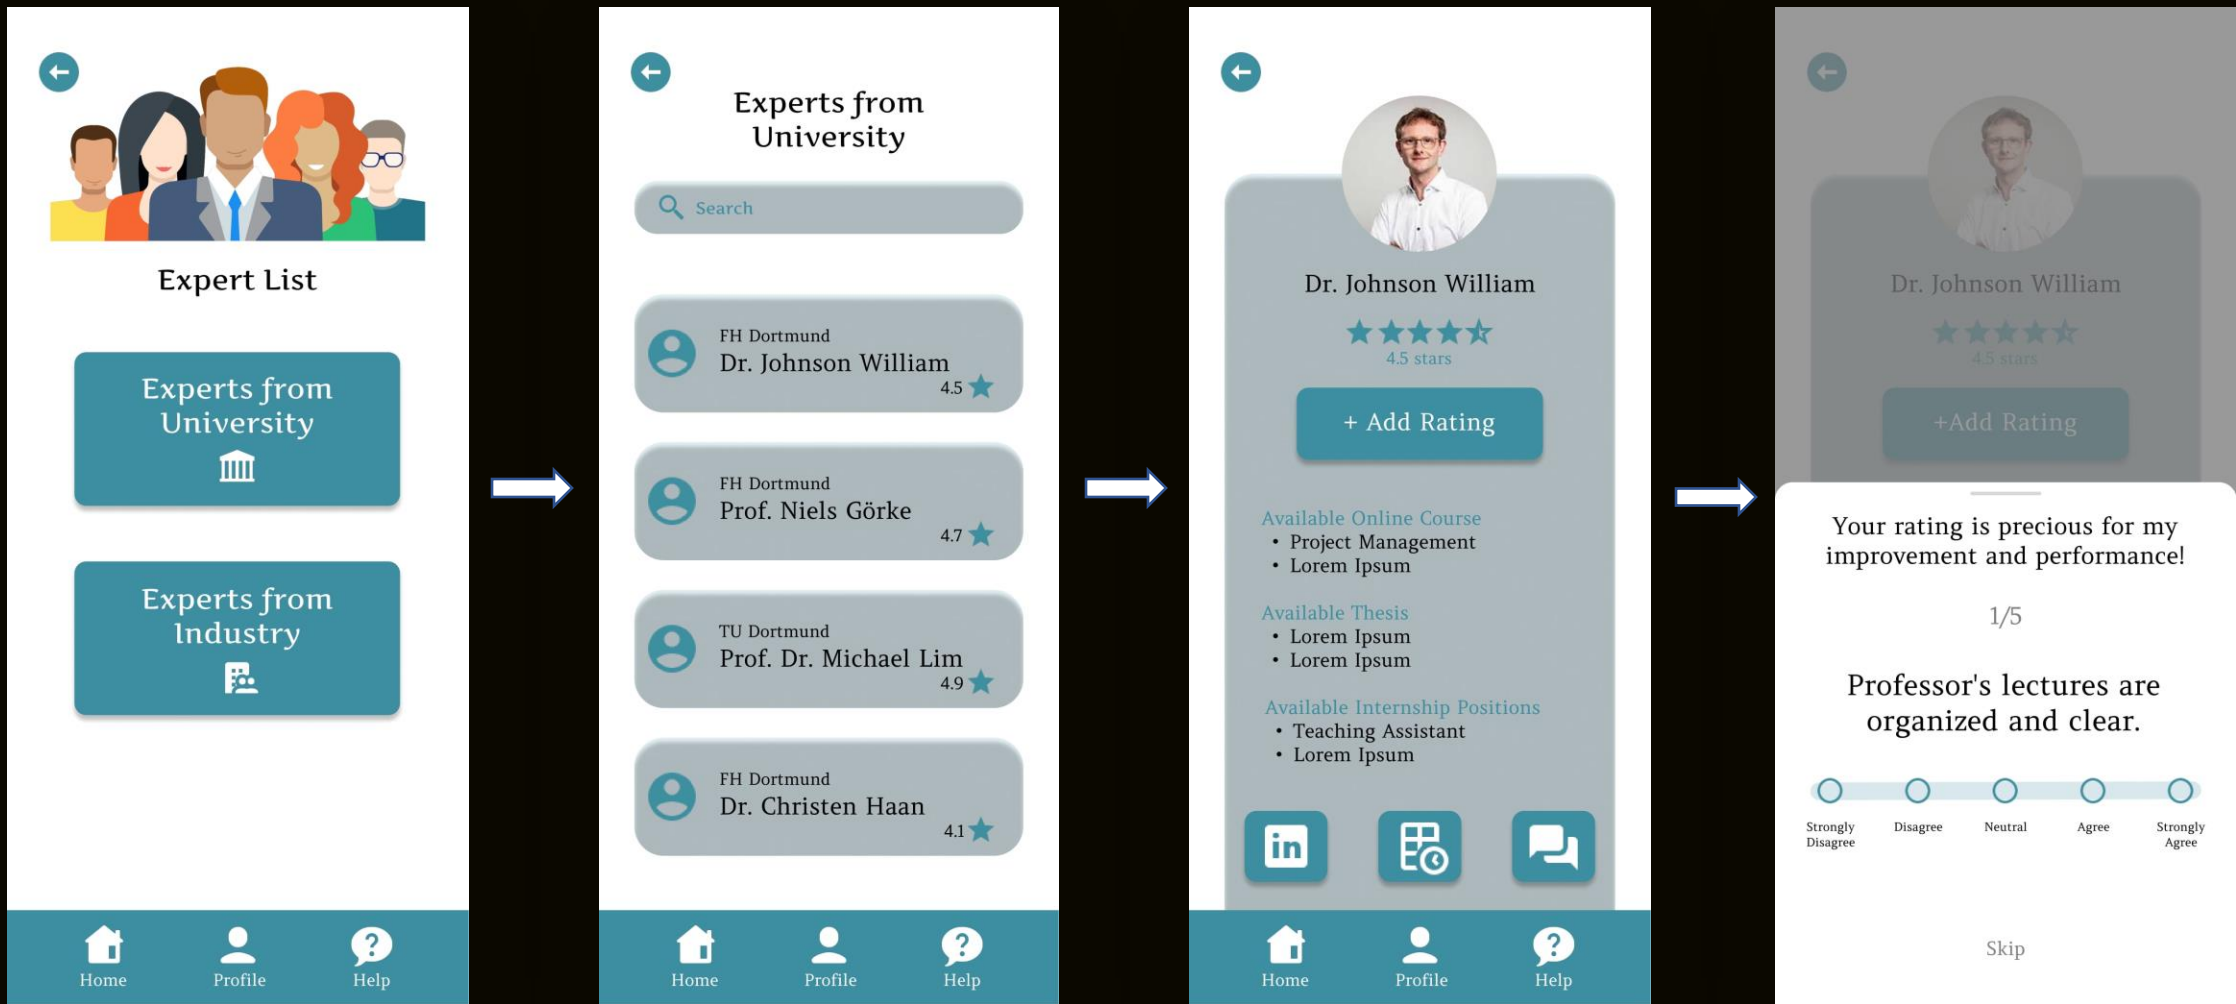 Expert List
Experts from
University
Experts from
Industry
Home
Profile
Help
Experts from
University
Search
FH Dortmund
Dr. Johnson William
4.5
FH Dortmund
Prof. Niels Görke
4.7
TU Dortmund
Prof. Dr. Michael Lim
4.9
FH Dortmund
Dr. Christen Haan
4.1
Home
Profile
Help
Dr. Johnson William
4.5 stars
+ Add Rating
Available Online Course
• Project Management
• Lorem Ipsum
Available Thesis
• Lorem Ipsum
• Lorem Ipsum
Available Internship Positions
• Teaching Assistant
• Lorem Ipsum
in
Home
Profile
Help
Dr. Johnson William
4.5 stars
+Add Rating
Your rating is precious for my
improvement and performance!
1/5
Professor's lectures are
organized and clear.
Strongly
Disagree
Disagree
Neutral
Agree
Strongly
Agree
Skip